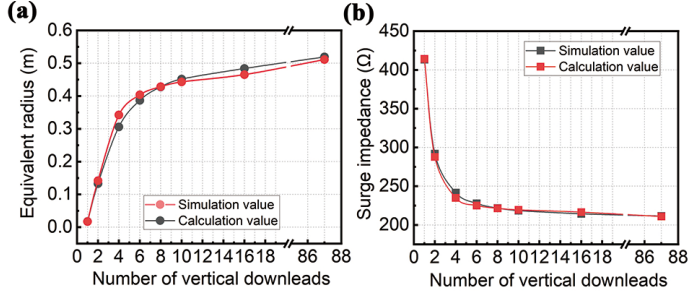 (a)
Equivalent radius (m)
0.6
0.5
0.4
0.3
0.2
0.1
0.0
Simulation value
Calculation value
0 2 4 6 8 10 12 14 16 18 86 88
Number of vertical downleads
(b)
Surge impedance (Ω)
450
400
350
300
250
200
Simulation value
Calculation value
0 2 4 6 8 10 12 14 16 18 86 88
Number of vertical downleads